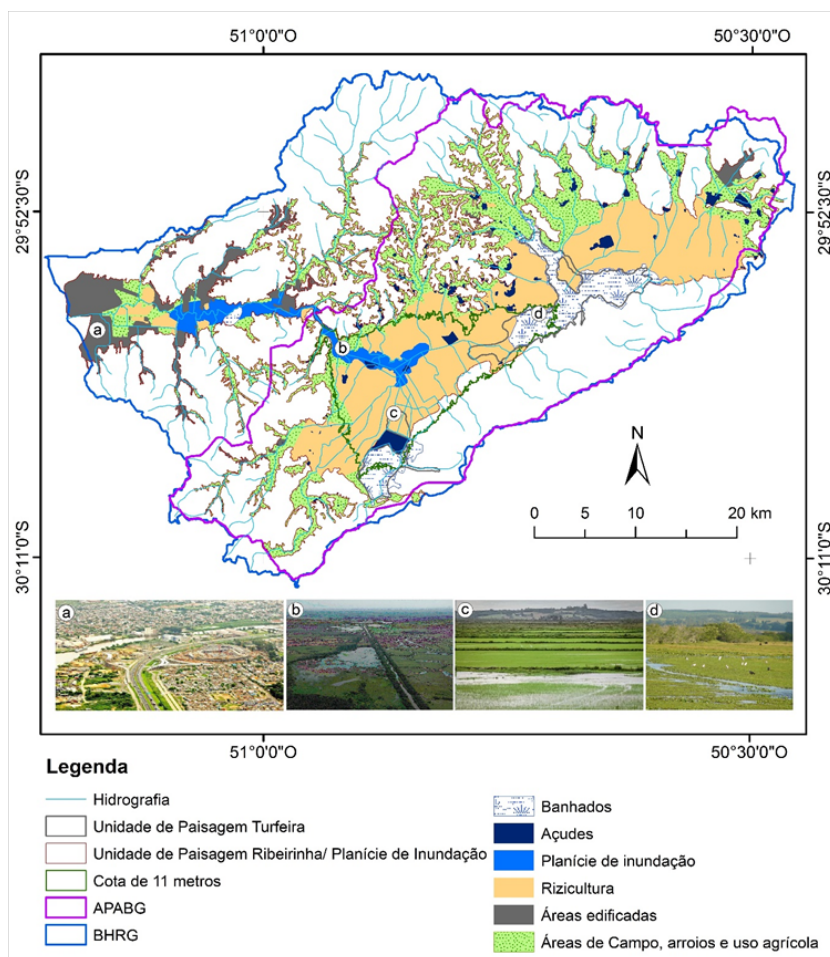 51°0'0"O
50°30'0"O
29°52'30"S
29°52'30"S
a
b
d
c
N
0 5 10 20 km
30°11'0"S
30°11'0"S
a
b
c
d
51°0'0"O
50°30'0"O
Legenda
Hidrografia
Unidade de Paisagem Turfeira
Unidade de Paisagem Ribeirinha/ Planície de Inundação
Cota de 11 metros
APABG
BHRG
Banhados
Açudes
Planície de inundação
Rizicultura
Áreas edificadas
Áreas de Campo, arroios e uso agrícola